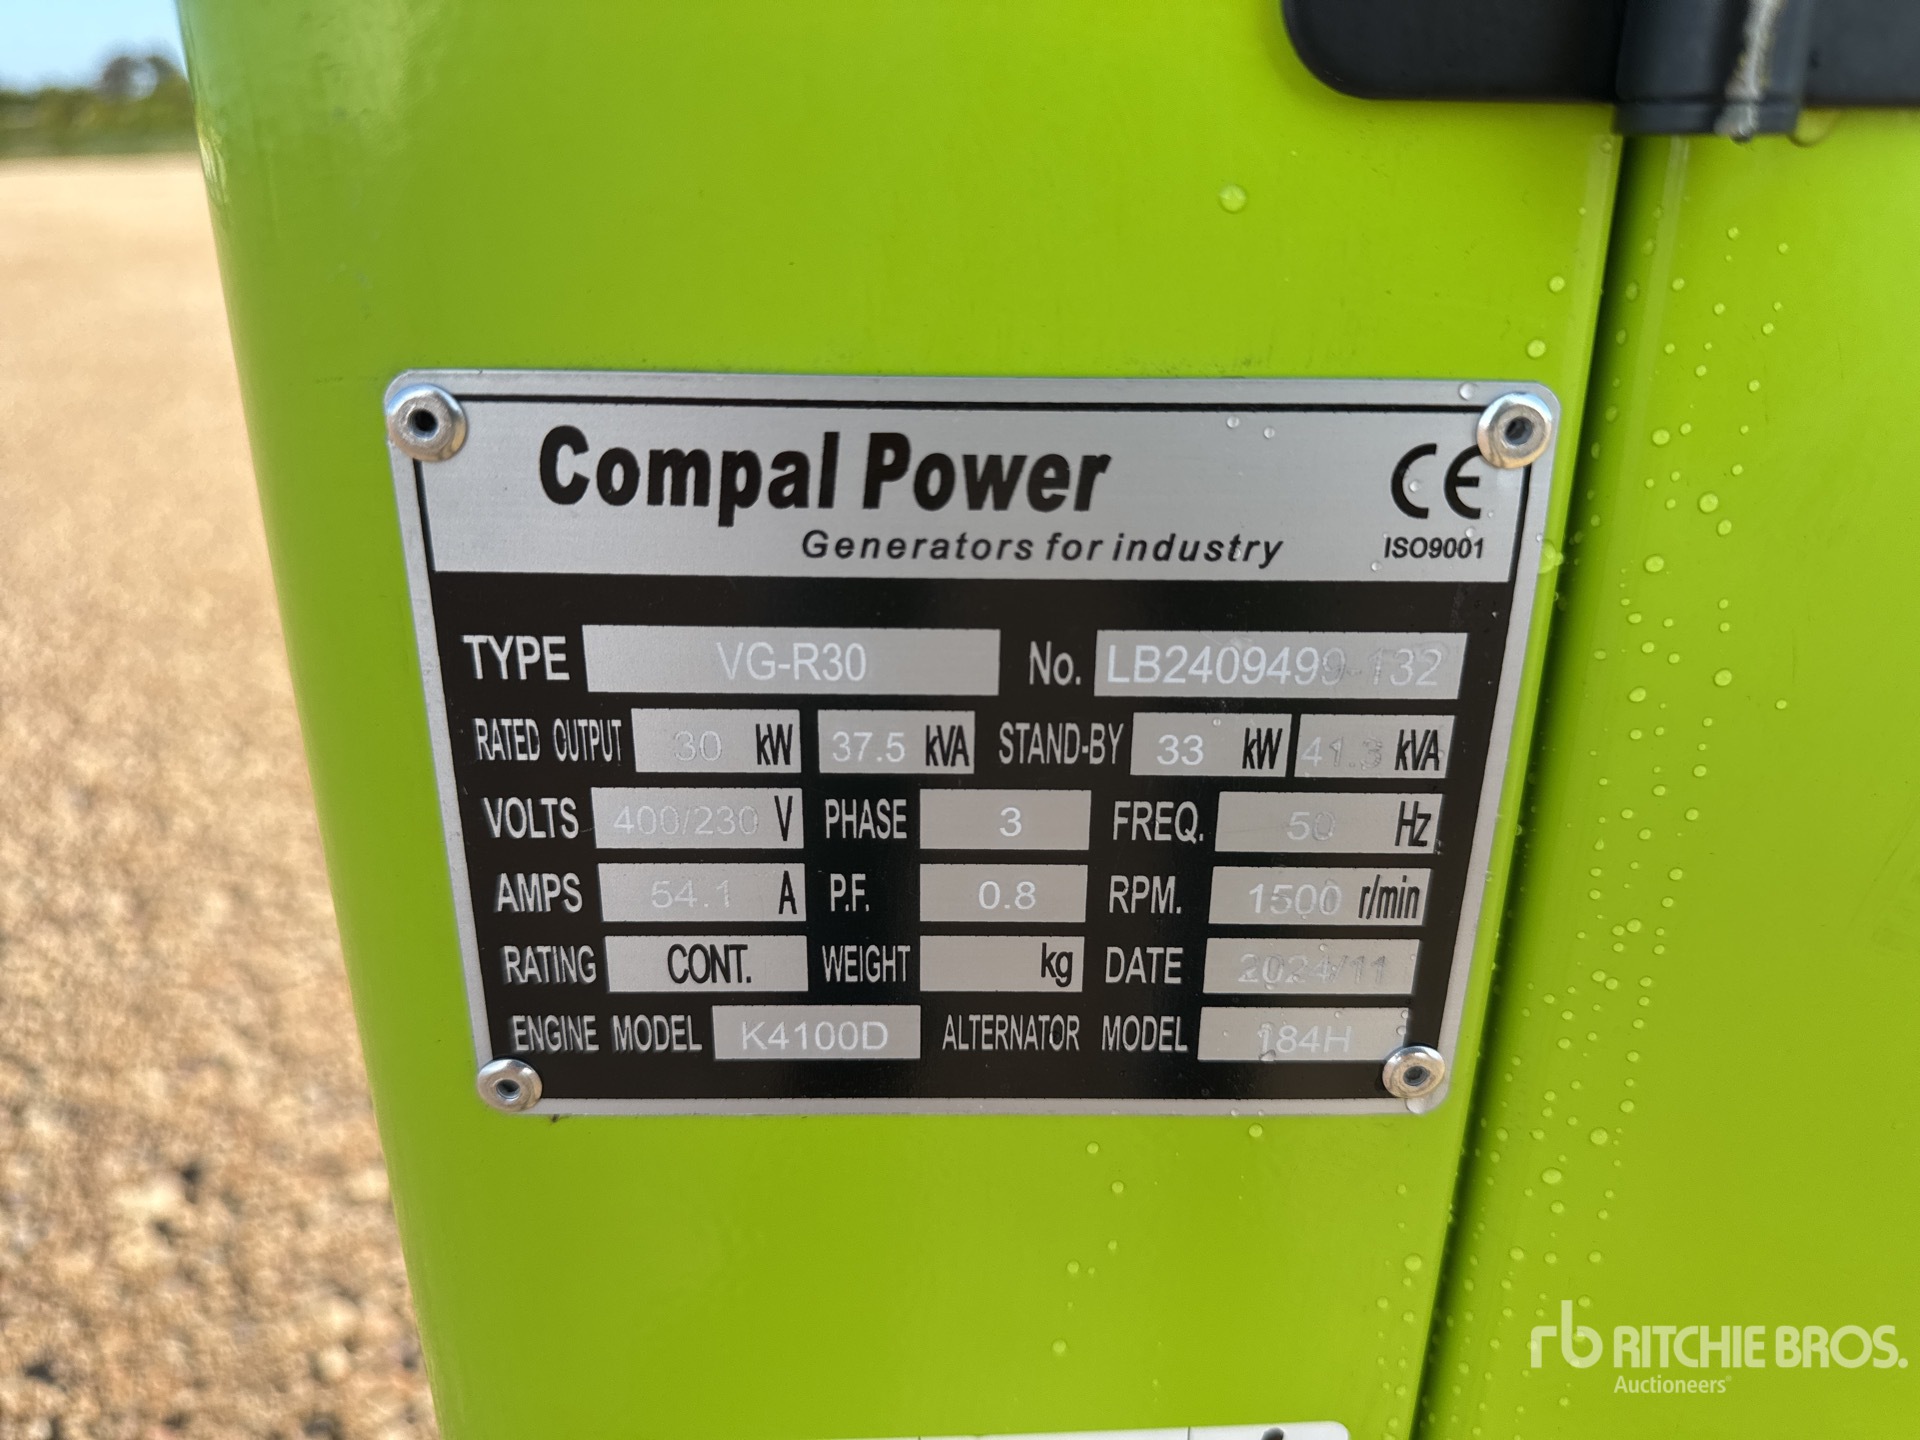 Compal Power
Generators for industry
CE
ISO9001
TYPE VG-R30 No. LB2409499-132
RATED OUTPUT 30 kW 37.5 kVA STAND-BY 33 kW 41.3 kVA
VOLTS 400/230 V PHASE 3 FREQ. 50 Hz
AMPS 54.1 A P.F. 0.8 RPM. 1500 r/min
RATING CONT. WEIGHT kg DATE 2024/11
ENGINE MODEL K4100D ALTERNATOR MODEL 184H
rb RITCHIE BROS.
Auctioneers